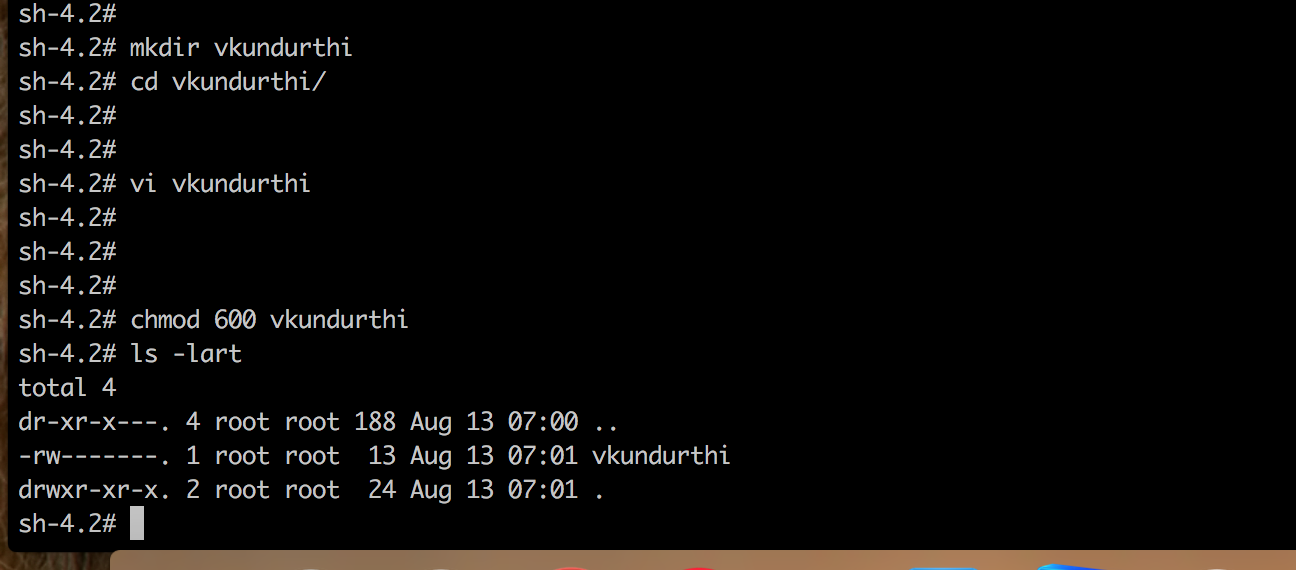 sh-4.2#
sh-4.2# mkdir vkundurthi
sh-4.2# cd vkundurthi/
sh-4.2#
sh-4.2#
sh-4.2# vi vkundurthi
sh-4.2#
sh-4.2#
sh-4.2#
sh-4.2# chmod 600 vkundurthi
sh-4.2# ls -lart
total 4
dr-xr-x---. 4 root root 188 Aug 13 07:00 ..
-rw-------. 1 root root  13 Aug 13 07:01 vkundurthi
drwxr-xr-x. 2 root root  24 Aug 13 07:01 .
sh-4.2#